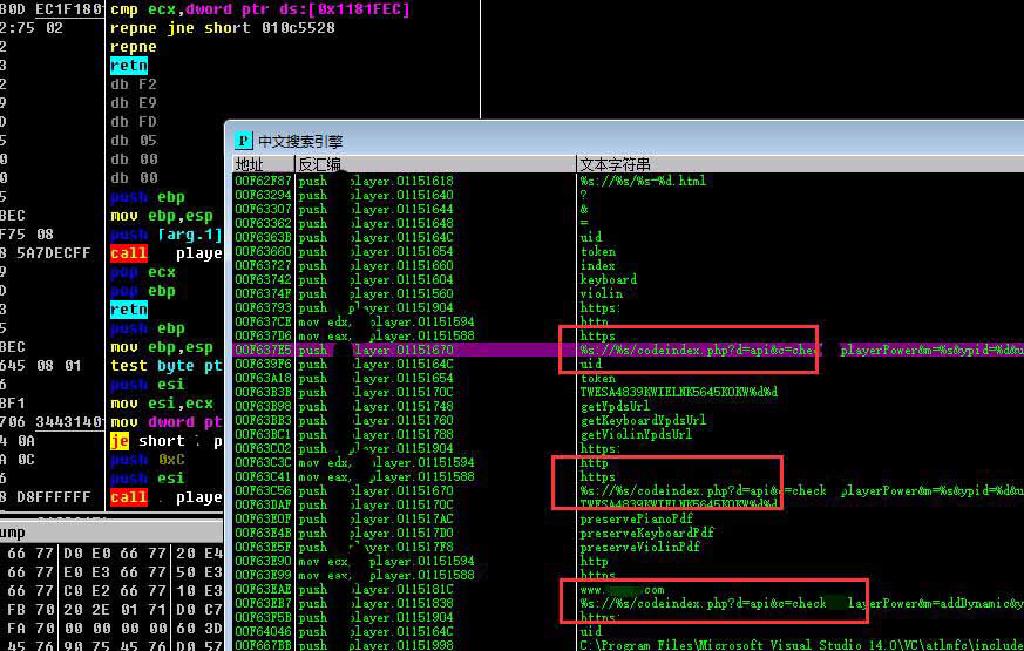 B0D EC1F180 cmp ecx,dword ptr ds:[0x1181FEC]
2:75 02 repne jne short 010c5528
2 repne
3 retn
2 db F2
9 db E9
D db FD
5 db 05
0 db 00
0 db 00
5 push ebp
BEC mov ebp,esp
F75 08 push [arg.1]
8 5A7DECFF call playe
9 pop ecx
D pop ebp
3 retn
5 push ebp
BEC mov ebp,esp
645 08 01 test byte pt
6 push esi
BF1 mov esi,ecx
706 3443140 mov dword pt
4 0A je short p
A 0C push 0xC
6 push esi
8 D8FFFFFF call playe
ump
66 77 D0 E0 66 77 20 E4
66 77 E0 E3 66 77 50 E3
66 77 C0 E2 66 77 10 E3
FB 70 20 2E 01 71 D0 C7
FA 70 00 00 00 00 60 3D
45 76 90 75 45 76 D0 57
中文搜索引擎
地址 反汇编 文本字符串
00F62F87 push player.01151618 %s://%s/%s-%d.html
00F63294 push player.01151640 ?
00F63307 push player.01151644 &
00F63362 push player.01151648 =
00F6363B push player.0115164C uid
00F63660 push player.01151654 token
00F63727 push player.01151660 index
00F63742 push player.01151604 keyboard
00F6374F push player.01151560 violin
00F63793 push player.01151904 https:
00F637CE mov edx, player.01151594 http
00F637D6 mov eax, player.01151588 https
00F637E5 push layer.01151670 %s://%s/codeindex.php?d=api&c=chec playerPower&m=%s&ypid=%d&u
00F639F6 push player.0115164C uid
00F63A18 push player.01151654 token
00F63B3B push player.0115170C TWESA4839KWIELNK5645KOKW%d%d
00F63B98 push player.01151748 getYpdsUrl
00F63BB3 push player.01151760 getKeyboardYpdsUrl
00F63BC1 push player.01151788 getViolinYpdsUrl
00F63C02 push player.01151904 https:
00F63C3C mov edx, player.01151594 http
00F63C41 mov eax, player.01151588 https
00F63C56 push player.01151670 %s://%s/codeindex.php?d=api&c=check playerPower&m=%s&ypid=%d&u
00F63DAF push player.0115170C TWESA4839KWIELNK5645KOKW%d%d
00F63E0F push player.011517AC preservePianoPdf
00F63E4B push player.011517D0 preserveKeyboardPdf
00F63E5F push player.011517F8 preserveViolinPdf
00F63E90 mov ecx, player.01151594 http
00F63E99 mov eax, player.01151588 https
00F63EAE push player.0115181C www. .com
00F63EB7 push player.01151838 %s://%s/codeindex.php?d=api&c=check layerPower&m=addDynamic&y
00F63F5B push player.01151904 https:
00F64046 push player.0115164C uid
00F667BB push player.01151998 C:\Program Files\Microsoft Visual Studio 14.0\VC\atlmfc\include